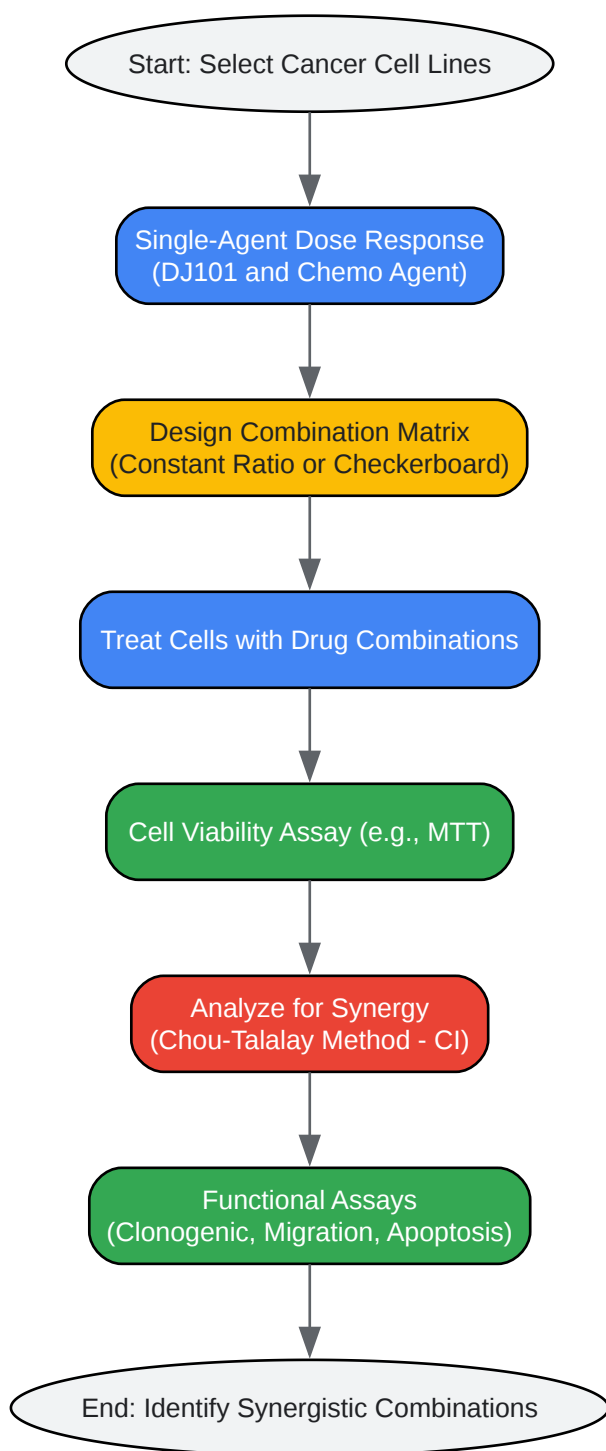 Start: Select Cancer Cell Lines
Single-Agent Dose Response
(DJ101 and Chemo Agent)
Design Combination Matrix
(Constant Ratio or Checkerboard)
Treat Cells with Drug Combinations
Cell Viability Assay (e.g., MTT)
Analyze for Synergy
(Chou-Talalay Method - CI)
Functional Assays
(Clonogenic, Migration, Apoptosis)
End: Identify Synergistic Combinations